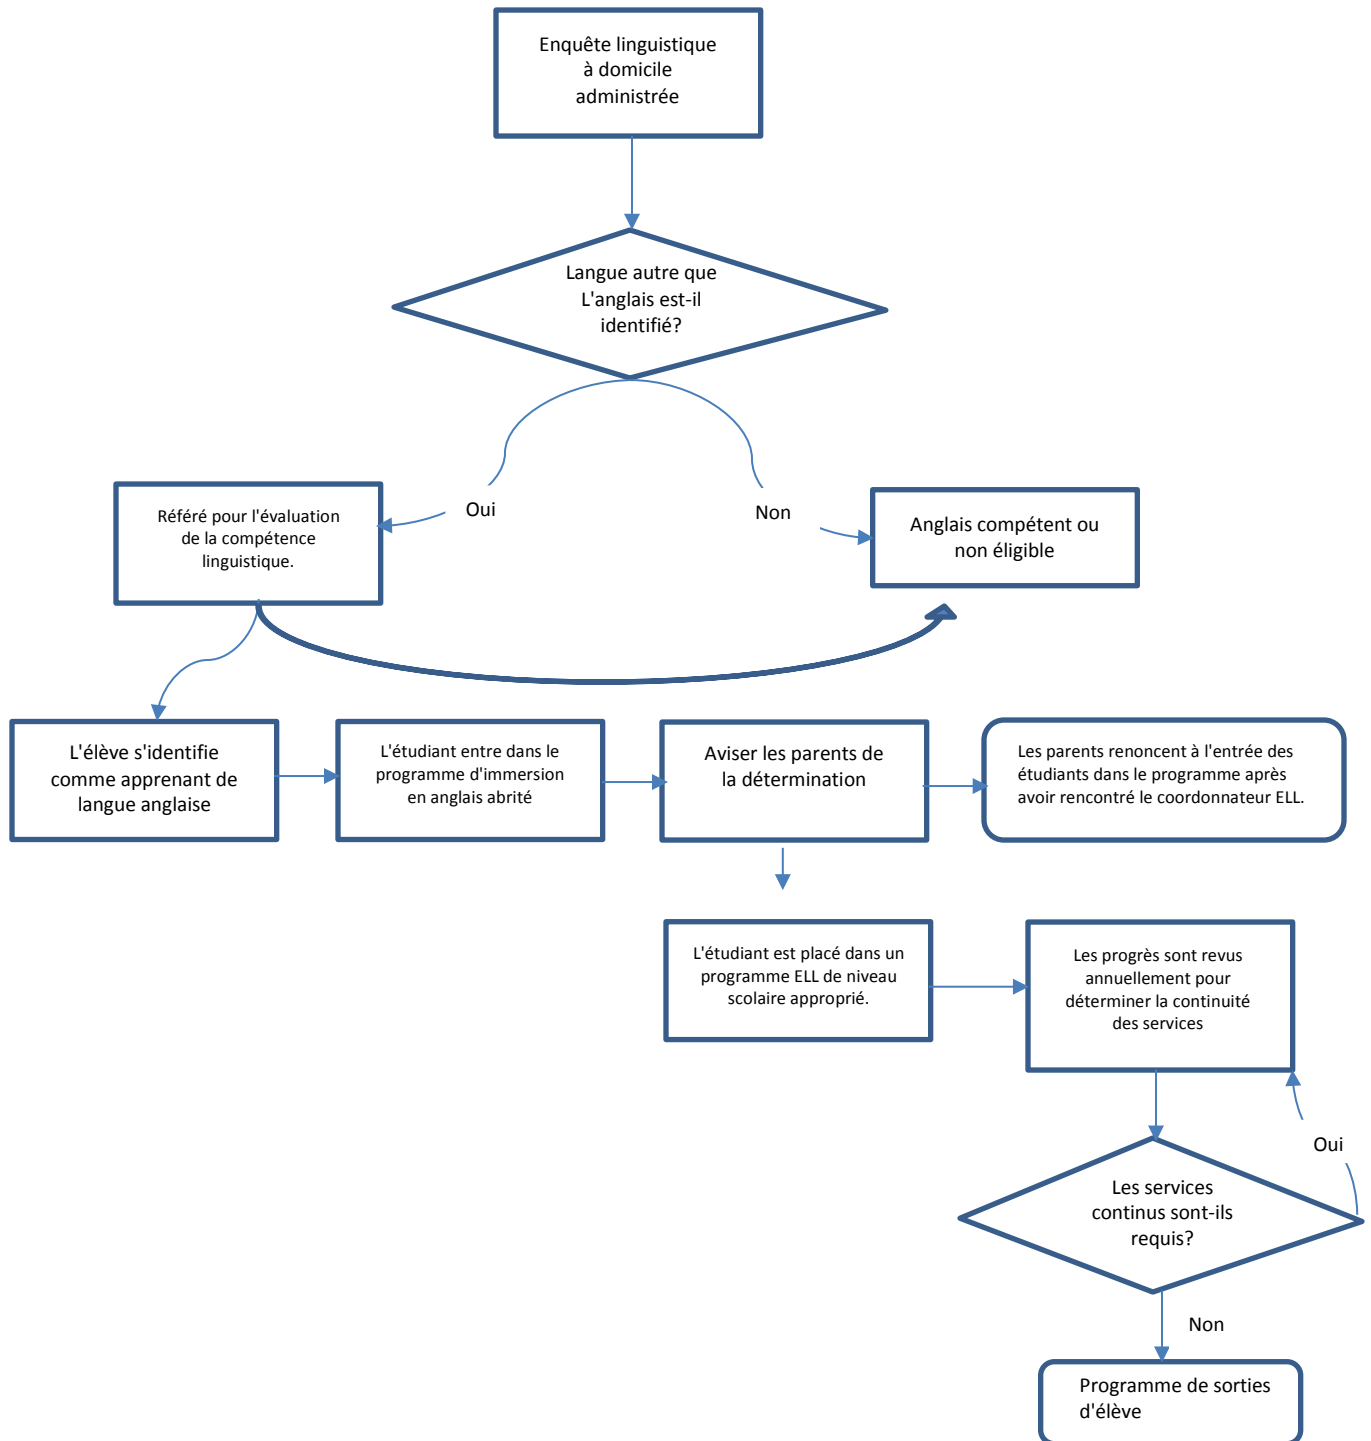 Enquête linguistique
à domicile
administrée
Langue autre que
L'anglais est-il
identifié?
Oui
Non
Référé pour l'évaluation
de la compétence
linguistique.
Anglais compétent ou
non éligible
L'élève s'identifie
comme apprenant de
langue anglaise
L'étudiant entre dans le
programme d'immersion
en anglais abrité
Aviser les parents de
la détermination
Les parents renoncent à l'entrée des
étudiants dans le programme après
avoir rencontré le coordonnateur ELL.
L'étudiant est placé dans un
programme ELL de niveau
scolaire approprié.
Les progrès sont revus
annuellement pour
déterminer la continuité
des services
Oui
Les services
continus sont-ils
requis?
Non
Programme de sorties
d'élève